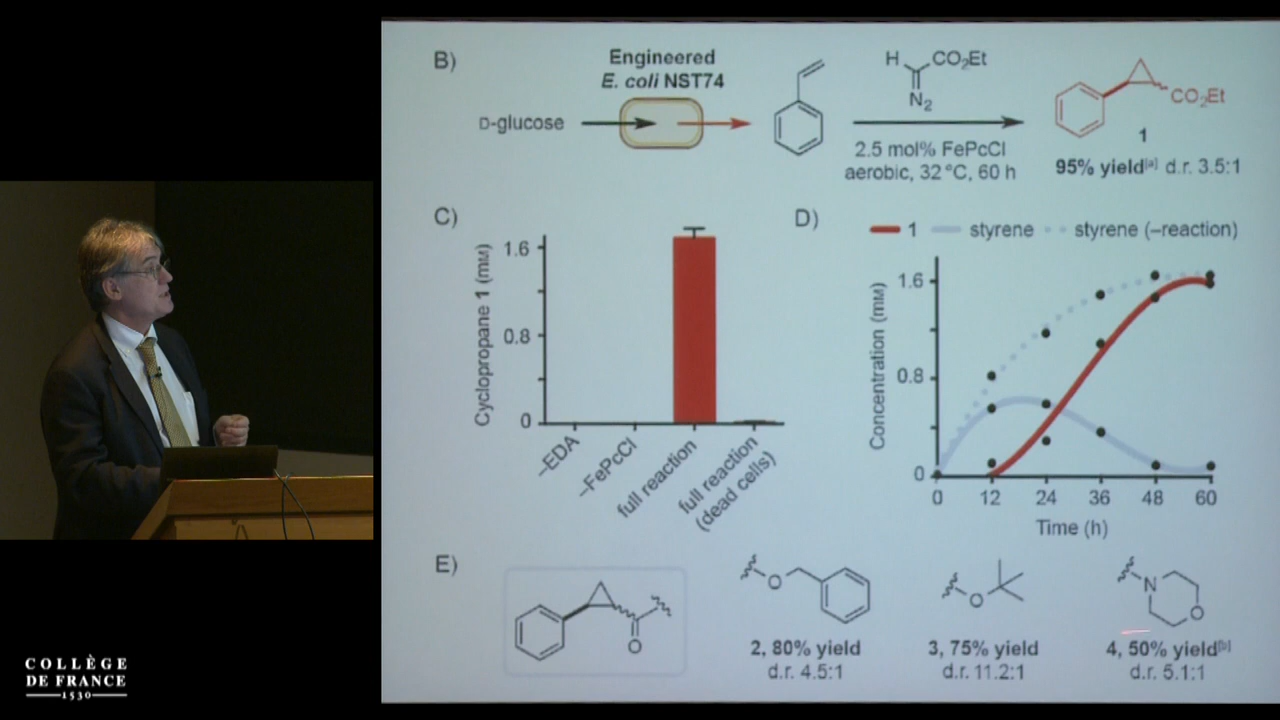 B)
Engineered
E. coli NST74
D-glucose
H
CO₂Et
N₂
2.5 mol% FePcCl
aerobic, 32 °C, 60 h
CO₂Et
1
95% yield[a] d.r. 3.5:1
C)
Cyclopropane 1 (mM)
1.6
0.8
0
–EDA
–FePcCl
full reaction
full reaction
(dead cells)
D)
1
styrene
styrene (–reaction)
Concentration (mM)
1.6
0.8
0
0 12 24 36 48 60
Time (h)
E)
O
O
2, 80% yield
d.r. 4.5:1
O
3, 75% yield
d.r. 11.2:1
N
O
4, 50% yield[b]
d.r. 5.1:1
COLLÈGE
DE FRANCE
1530